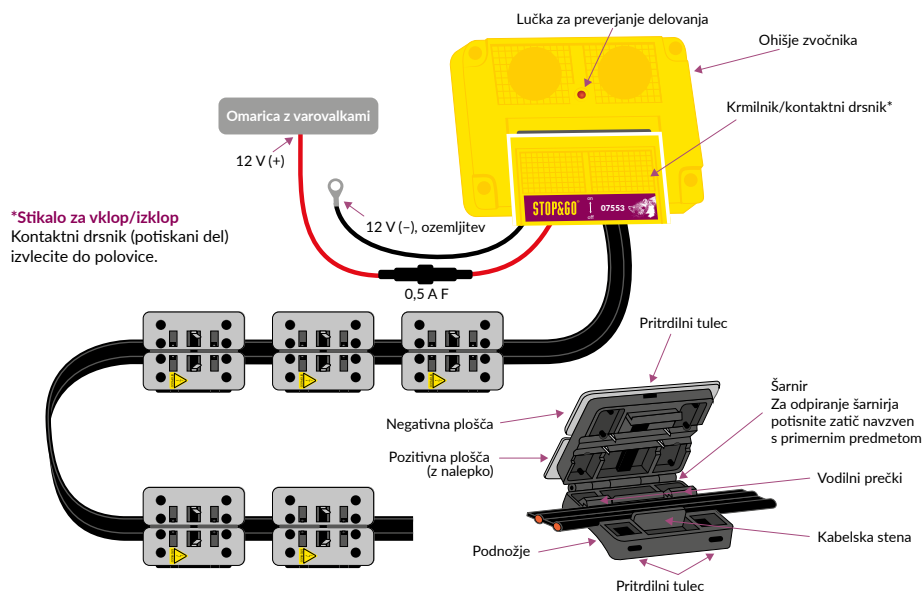 Lučka za preverjanje delovanja
Ohišje zvočnika
Omarica z varovalkami
Krmilnik/kontaktni drsnik*
12 V (+)
STOP&GO
on
off
07553
*Stikalo za vklop/izklop
Kontaktni drsnik (potiskani del)
izvlecite do polovice.
12 V (–), ozemljitev
0,5 A F
Pritrdilni tulec
Šarnir
Za odpiranje šarnirja
potisnite zatič navzven
s primernim predmetom
Negativna plošča
Pozitivna plošča
(z nalepko)
Vodilni prečki
Kabelska stena
Podnožje
Pritrdilni tulec